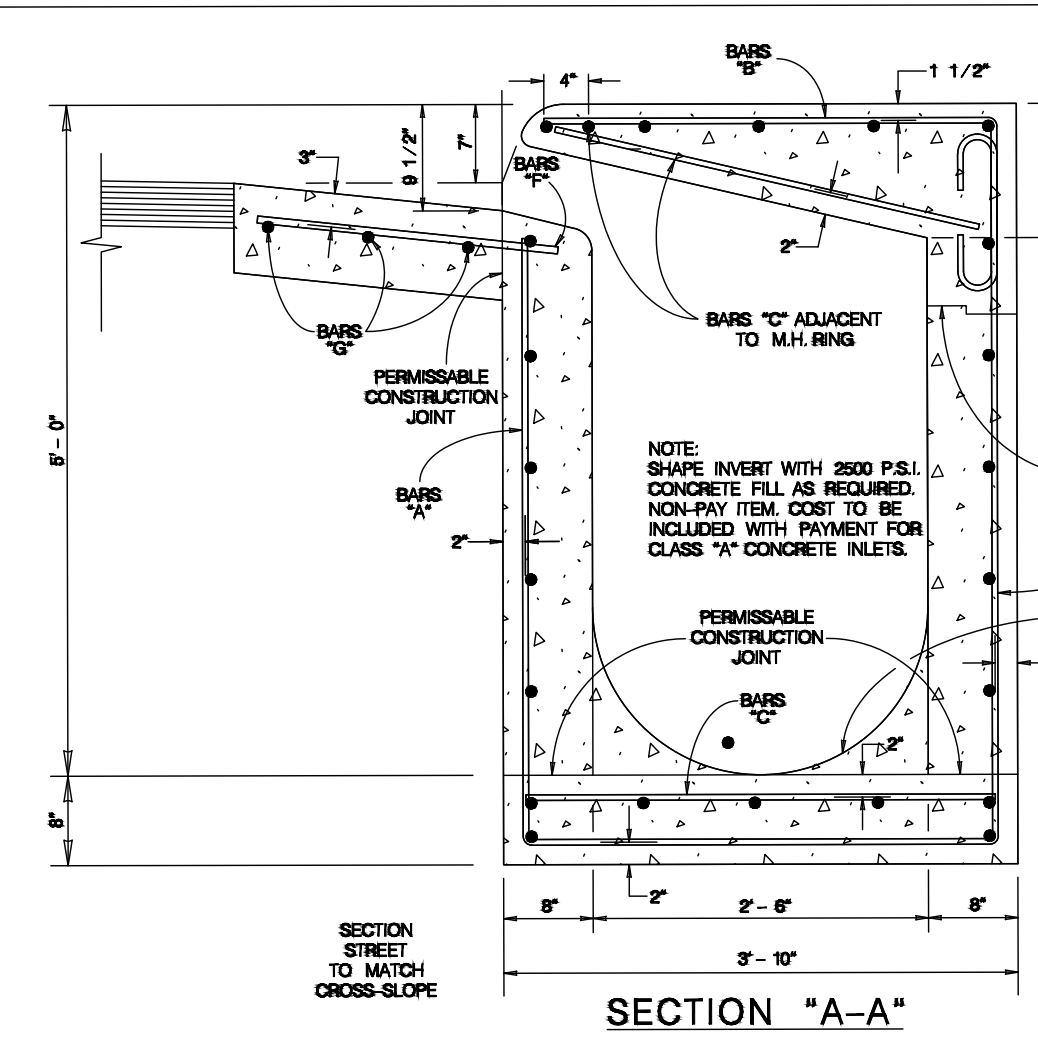 BARS
"B"
1 1/2"
4"
9 1/2"
7"
3"
BARS
"F"
2"
BARS
"G"
BARS "C" ADJACENT
TO M.H. RING
PERMISSABLE
CONSTRUCTION
JOINT
5' - 0"
BARS
"A"
2"
NOTE:
SHAPE INVERT WITH 2500 P.S.I.
CONCRETE FILL AS REQUIRED.
NON-PAY ITEM. COST TO BE
INCLUDED WITH PAYMENT FOR
CLASS "A" CONCRETE INLETS.
PERMISSABLE
CONSTRUCTION
JOINT
BARS
"C"
2"
8"
2"
8"
2' - 6"
8"
3' - 10"
SECTION
STREET
TO MATCH
CROSS-SLOPE
SECTION "A-A"